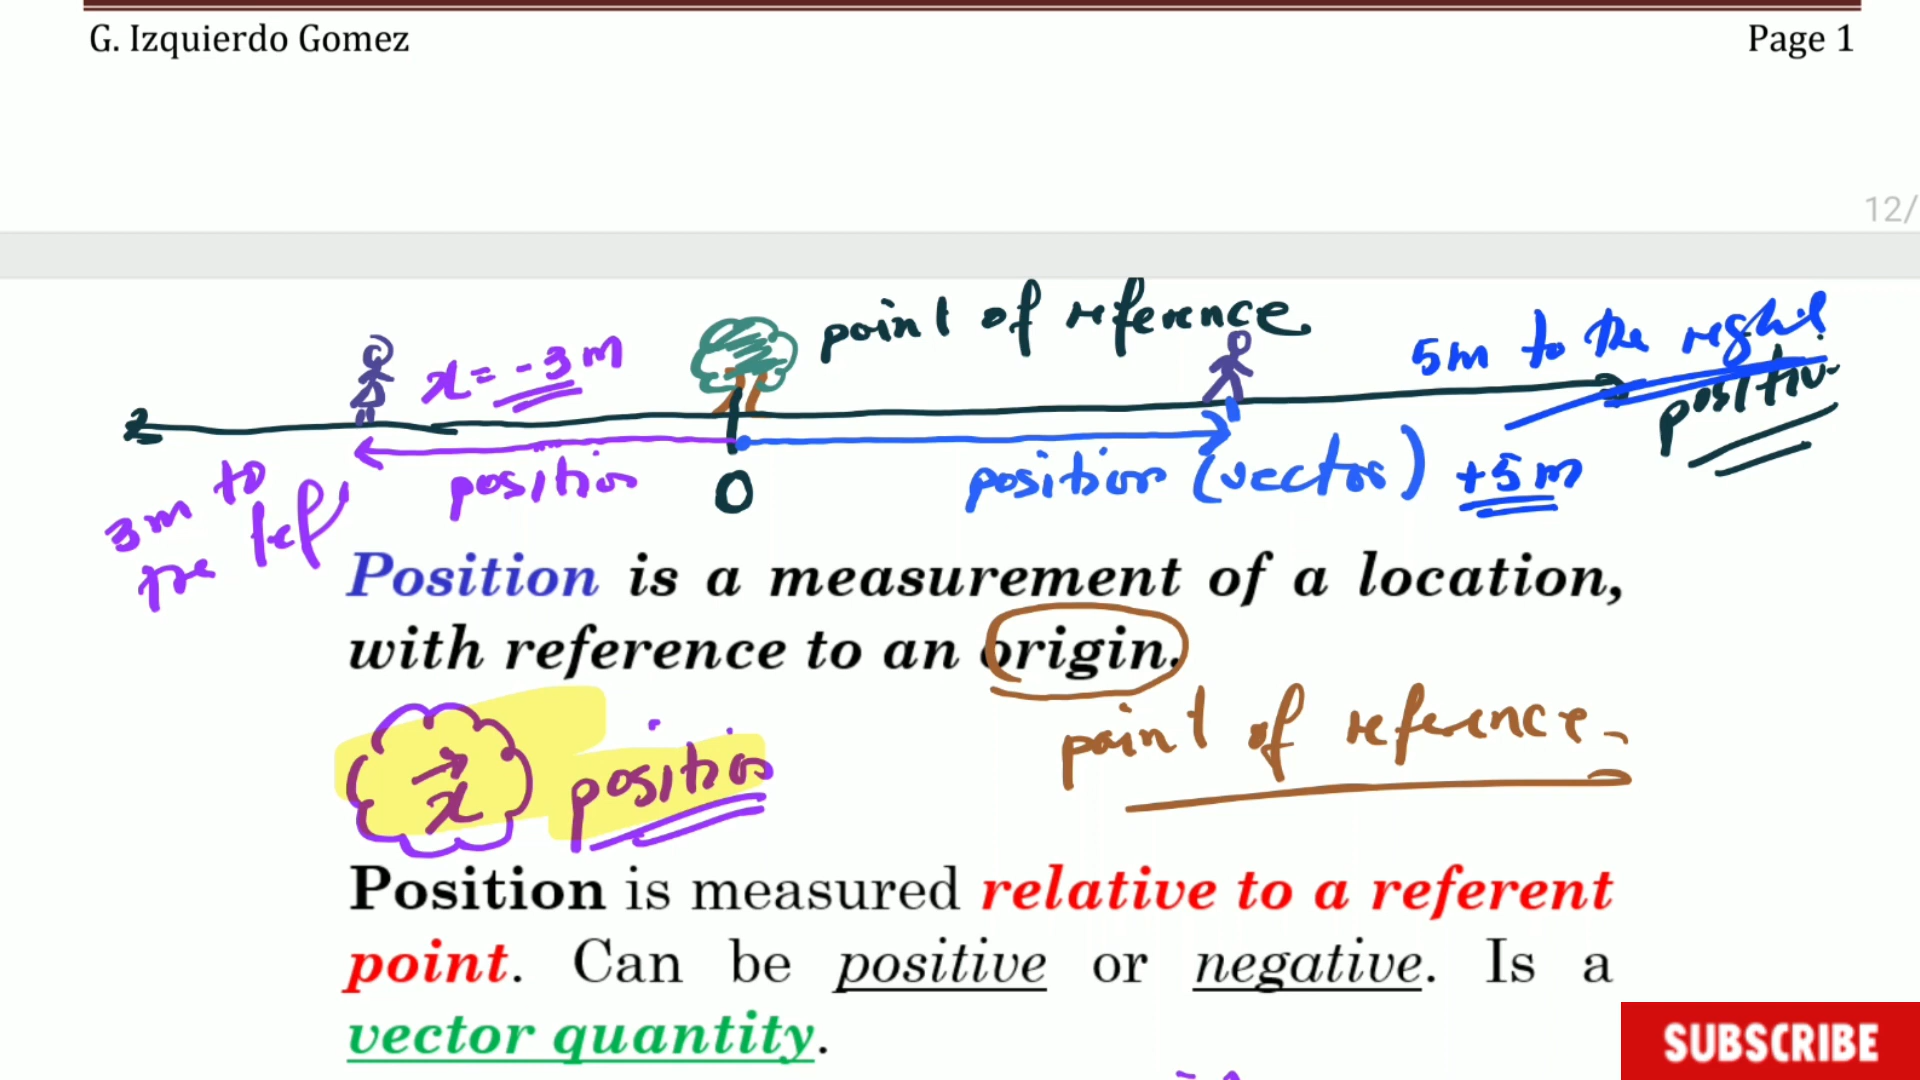 G. Izquierdo Gomez
Page 1
12/
point of reference
5m to the right
x = -3m
positiv
position
0
position (vector) +5m
3m to
the left
Position is a measurement of a location,
with reference to an origin.
point of reference
x position
Position is measured relative to a referent
point. Can be positive or negative. Is a
vector quantity.
SUBSCRIBE